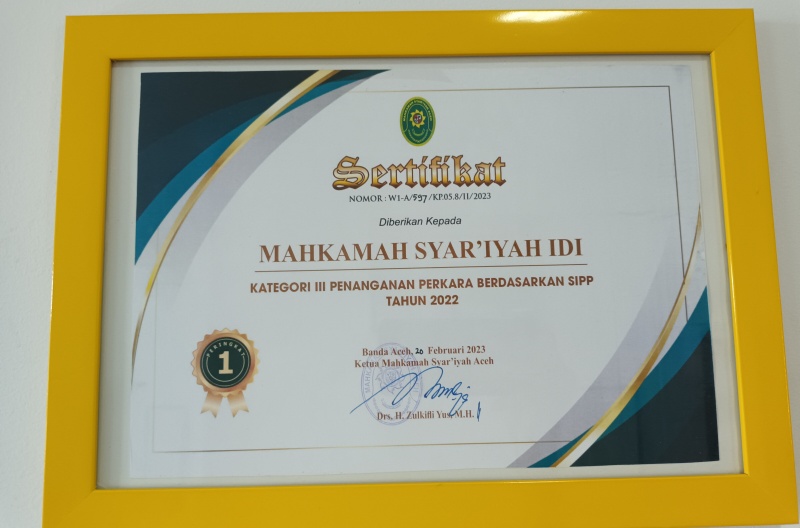 Sertifikat
NOMOR : W1-A/597/KP.05.8/II/2023
Diberikan Kepada
MAHKAMAH SYAR'IYAH IDI
KATEGORI III PENANGANAN PERKARA BERDASARKAN SIPP
TAHUN 2022
PERINGKAT
1
Banda Aceh, 20 Februari 2023
Ketua Mahkamah Syar'iyah Aceh
Drs. H. Zulkifli Yus, M.H.